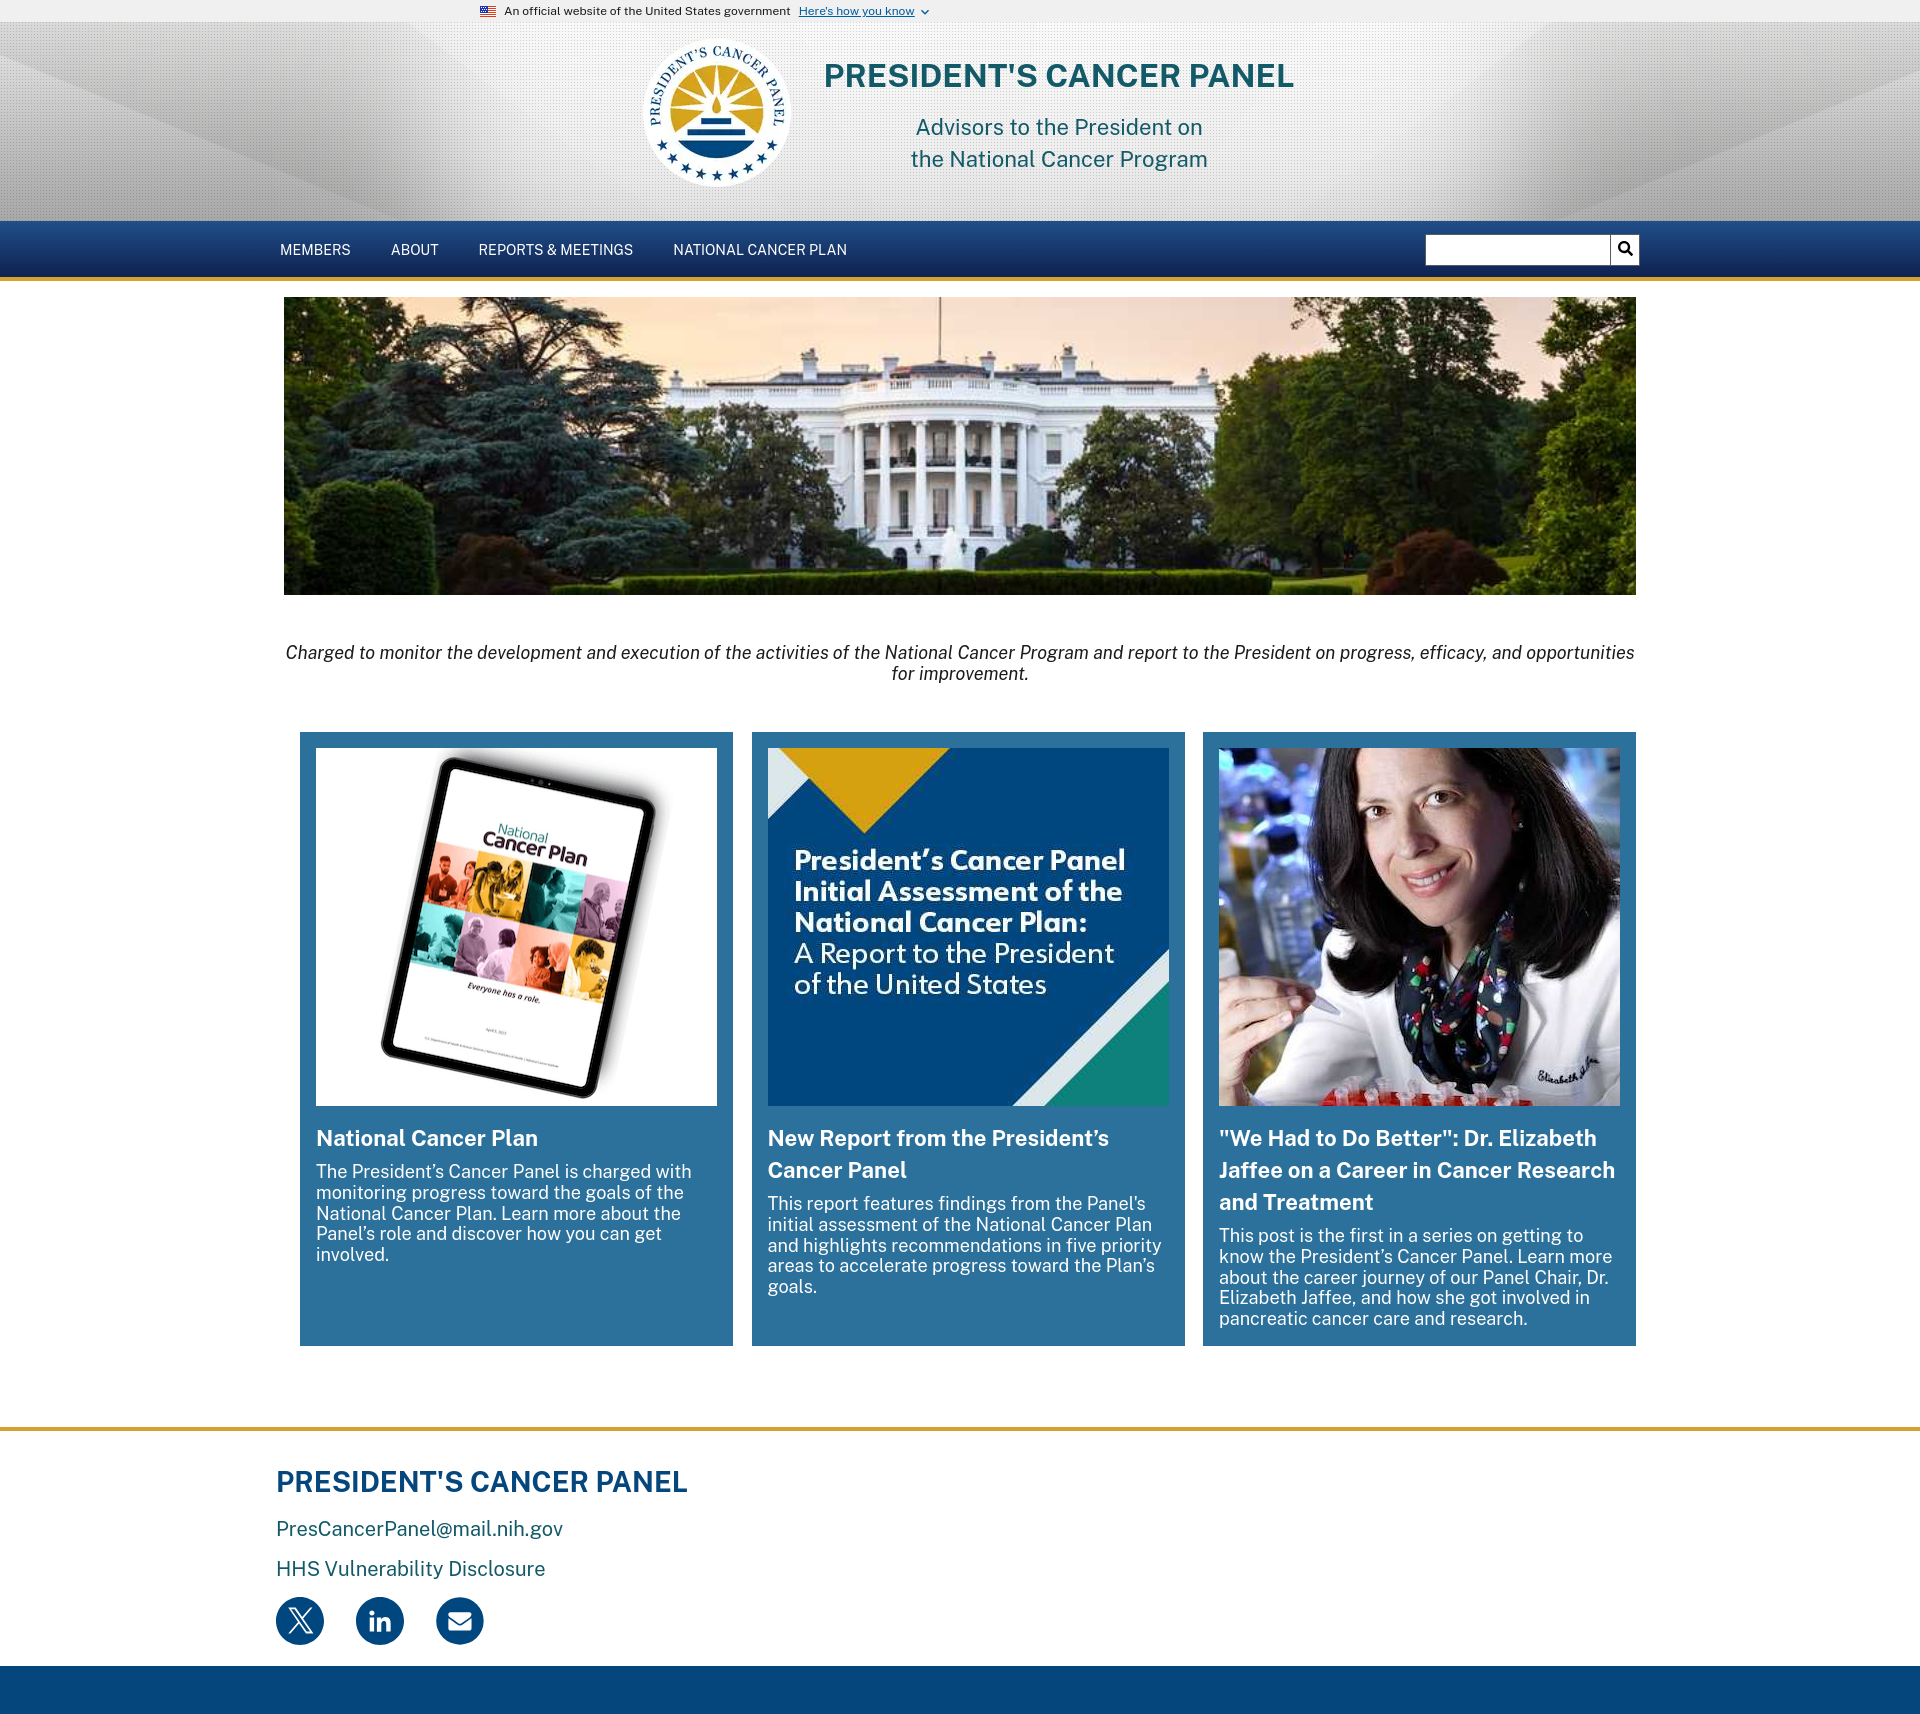 An official website of the United States government Here's how you know
PRESIDENT'S CANCER PANEL
PRESIDENT'S CANCER PANEL
Advisors to the President on
the National Cancer Program
MEMBERS ABOUT REPORTS & MEETINGS NATIONAL CANCER PLAN
Charged to monitor the development and execution of the activities of the National Cancer Program and report to the President on progress, efficacy, and opportunities
for improvement.
National
Cancer Plan
Everyone has a role.
National Cancer Plan
The President’s Cancer Panel is charged with
monitoring progress toward the goals of the
National Cancer Plan. Learn more about the
Panel’s role and discover how you can get
involved.
President’s Cancer Panel
Initial Assessment of the
National Cancer Plan:
A Report to the President
of the United States
New Report from the President’s
Cancer Panel
This report features findings from the Panel's
initial assessment of the National Cancer Plan
and highlights recommendations in five priority
areas to accelerate progress toward the Plan’s
goals.
Elizabeth
"We Had to Do Better": Dr. Elizabeth
Jaffee on a Career in Cancer Research
and Treatment
This post is the first in a series on getting to
know the President’s Cancer Panel. Learn more
about the career journey of our Panel Chair, Dr.
Elizabeth Jaffee, and how she got involved in
pancreatic cancer care and research.
PRESIDENT'S CANCER PANEL
PresCancerPanel@mail.nih.gov
HHS Vulnerability Disclosure
X in